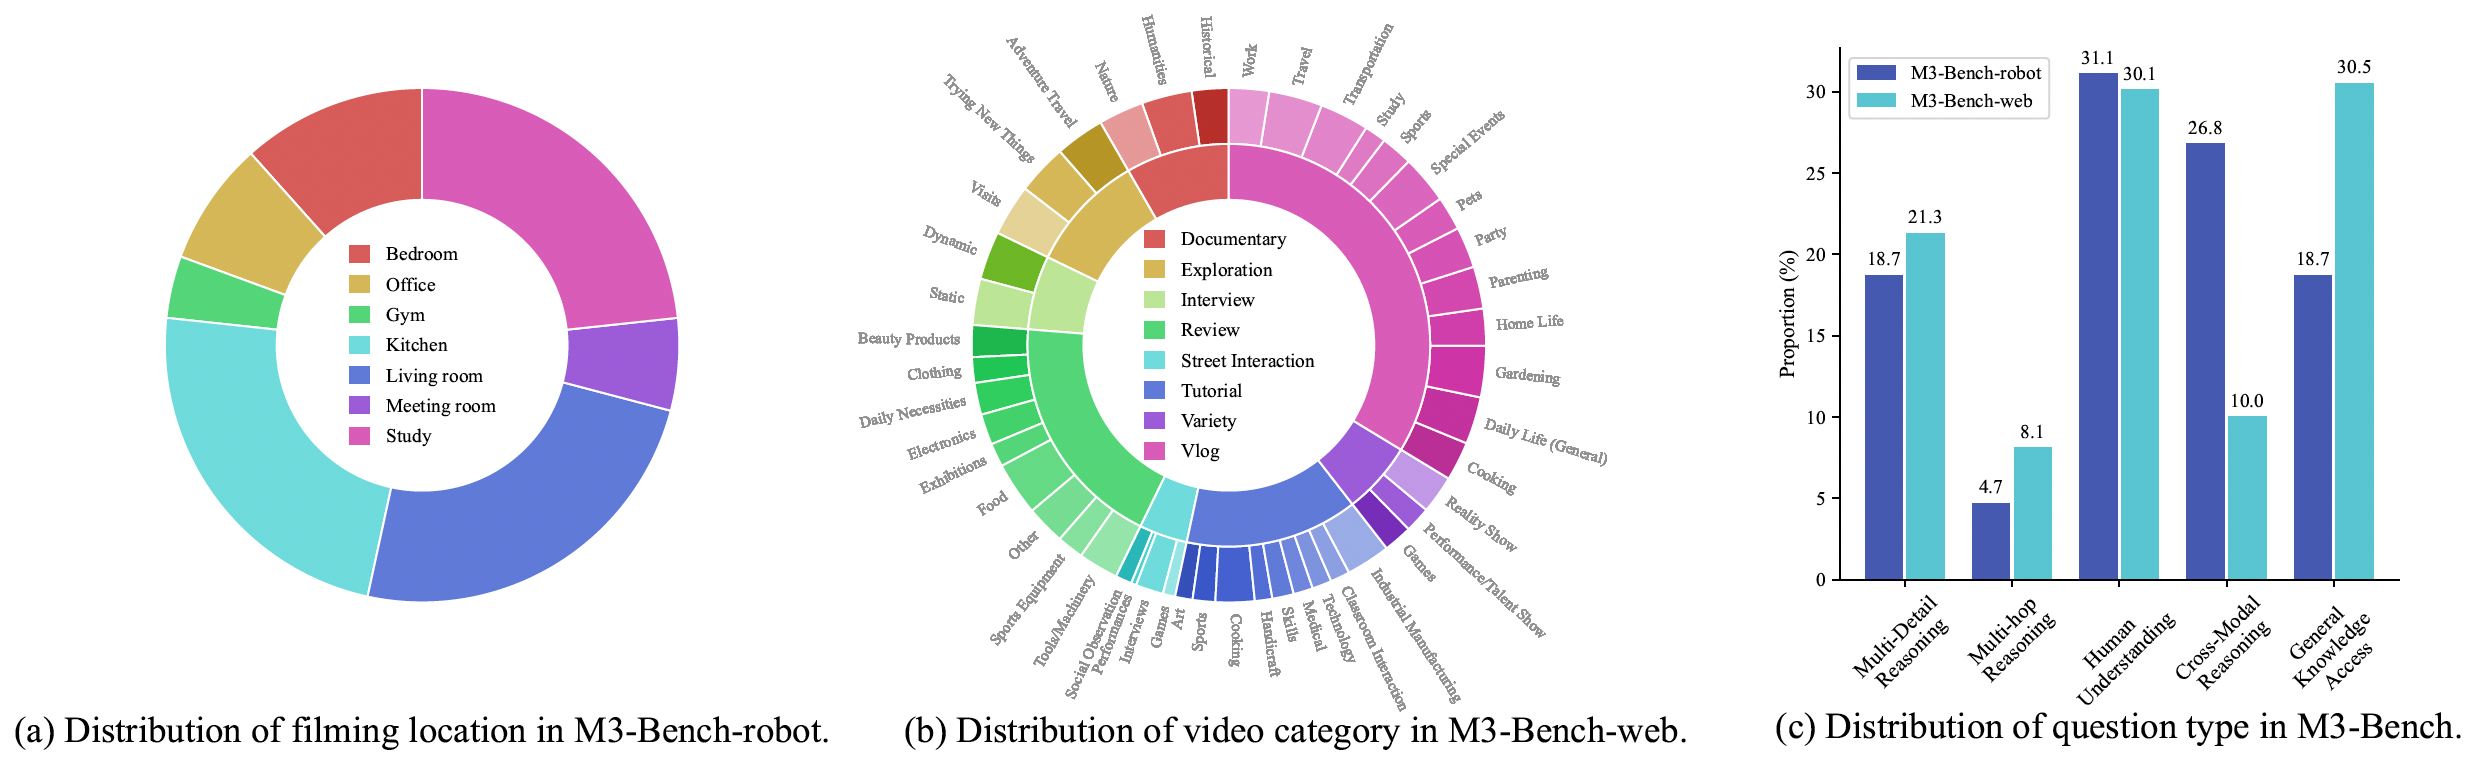 Bedroom
Office
Gym
Kitchen
Living room
Meeting room
Study
(a) Distribution of filming location in M3-Bench-robot.
Historical
Humanities
Nature
Adventure Travel
Trying New Things
Visits
Dynamic
Static
Beauty Products
Clothing
Daily Necessities
Electronics
Exhibitions
Food
Other
Sports Equipment
Tools/Machinery
Social Observation
Performances
Interviews
Games
Art
Sports
Cooking
Handicraft
Skills
Medical
Technology
Classroom Interaction
Industrial Manufacturing
Games
Performance/Talent Show
Reality Show
Cooking
Daily Life (General)
Gardening
Home Life
Parenting
Party
Pets
Special Events
Sports
Study
Transportation
Travel
Work
Documentary
Exploration
Interview
Review
Street Interaction
Tutorial
Variety
Vlog
(b) Distribution of video category in M3-Bench-web.
M3-Bench-robot
M3-Bench-web
Proportion (%)
30
25
20
15
10
5
0
18.7
21.3
4.7
8.1
31.1
30.1
26.8
10.0
18.7
30.5
Multi-Detail
Reasoning
Multi-hop
Reasoning
Human
Understanding
Cross-Modal
Reasoning
General
Knowledge
Access
(c) Distribution of question type in M3-Bench.